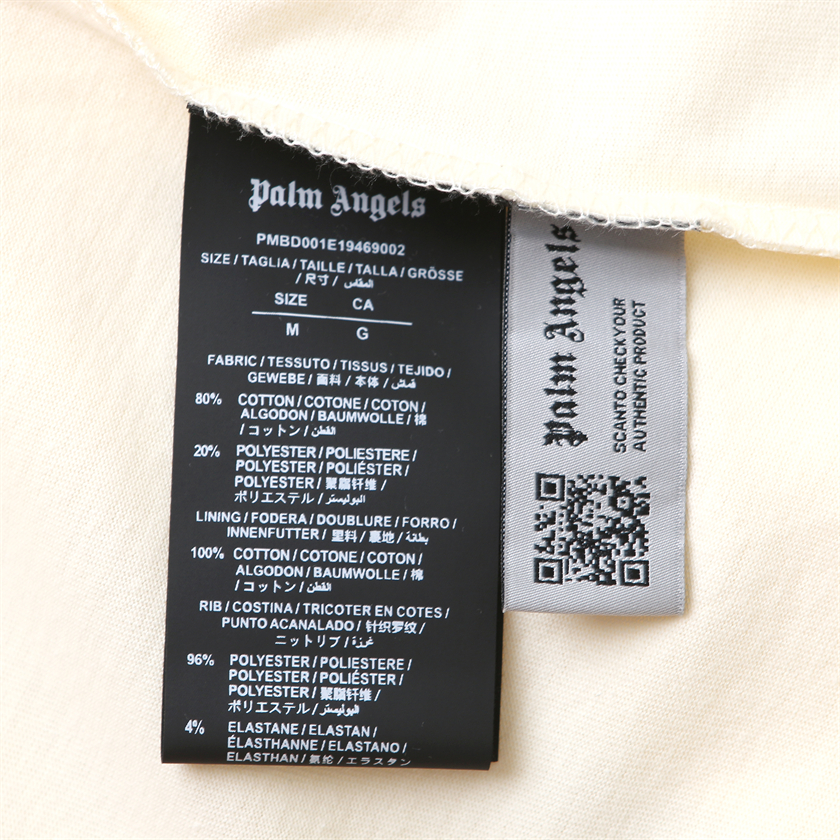 Palm Angels
PMBD001E19469002
SIZE / TAGLIA / TAILLE / TALLA / GRÖSSE
/ 尺寸 / المقاس
SIZE CA
M G
FABRIC / TESSUTO / TISSUS / TEJIDO /
GEWEBE / 面料 / 本体 / قماش
80% COTTON / COTONE / COTON /
ALGODON / BAUMWOLLE / 棉
/ コットン / القطن
20% POLYESTER / POLIESTERE /
POLYESTER / POLIÉSTER /
POLYESTER / 聚酯纤维 /
ポリエステル / البوليستر
LINING / FODERA / DOUBLURE / FORRO /
INNENFUTTER / 里料 / 裏地 / بطانة
100% COTTON / COTONE / COTON /
ALGODON / BAUMWOLLE / 棉
/ コットン / القطن
RIB / COSTINA / TRICOTER EN COTES /
PUNTO ACANALADO / 针织罗纹 /
ニットリブ /
96% POLYESTER / POLIESTERE /
POLYESTER / POLIÉSTER /
POLYESTER / 聚酯纤维 /
ポリエステル / البوليستر
4% ELASTANE / ELASTAN /
ÉLASTHANNE / ELASTANO /
ELASTHAN / 氨纶 / エラスタン
Palm Angels
SCAN TO CHECK YOUR
AUTHENTIC PRODUCT